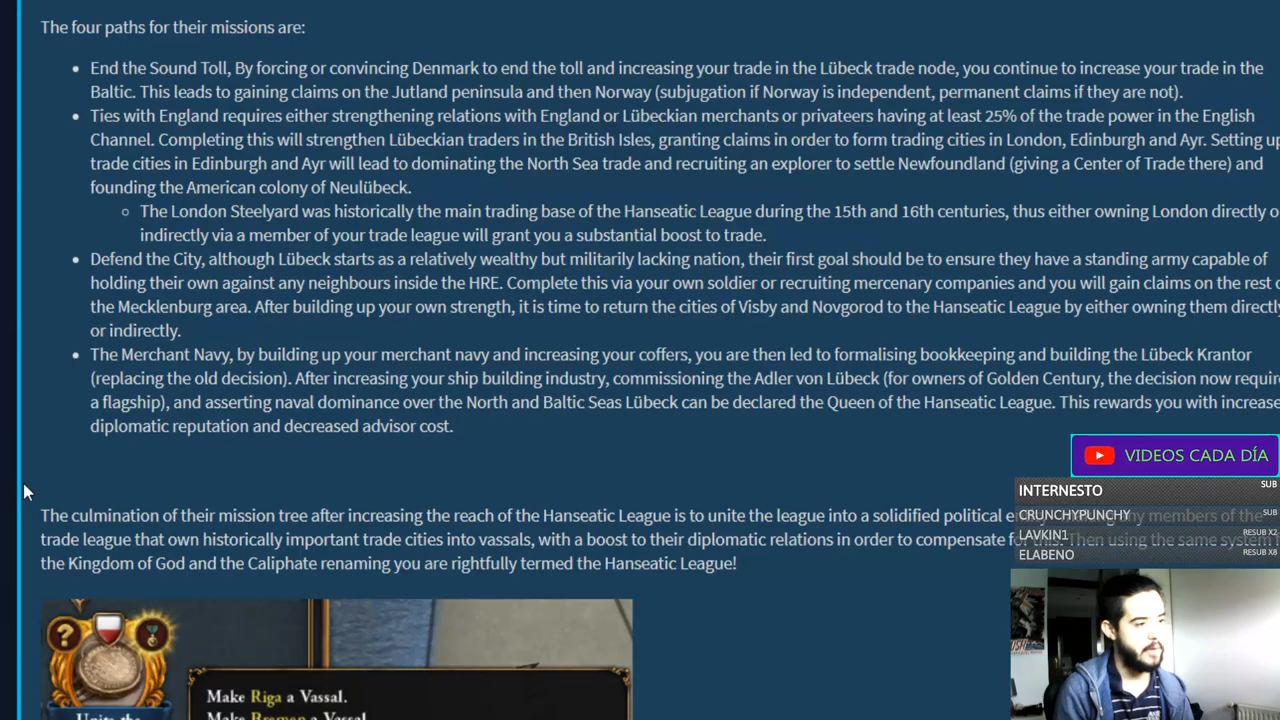 The four paths for their missions are:
End the Sound Toll, By forcing or convincing Denmark to end the toll and increasing your trade in the Lübeck trade node, you continue to increase your trade in the
Baltic. This leads to gaining claims on the Jutland peninsula and then Norway (subjugation if Norway is independent, permanent claims if they are not).
Ties with England requires either strengthening relations with England or Lübeckian merchants or privateers having at least 25% of the trade power in the English
Channel. Completing this will strengthen Lübeckian traders in the British Isles, granting claims in order to form trading cities in London, Edinburgh and Ayr. Setting up
trade cities in Edinburgh and Ayr will lead to dominating the North Sea trade and recruiting an explorer to settle Newfoundland (giving a Center of Trade there) and
founding the American colony of Neulübeck.
The London Steelyard was historically the main trading base of the Hanseatic League during the 15th and 16th centuries, thus either owning London directly o
indirectly via a member of your trade league will grant you a substantial boost to trade.
Defend the City, although Lübeck starts as a relatively wealthy but militarily lacking nation, their first goal should be to ensure they have a standing army capable of
holding their own against any neighbours inside the HRE. Complete this via your own soldier or recruiting mercenary companies and you will gain claims on the rest o
the Mecklenburg area. After building up your own strength, it is time to return the cities of Visby and Novgorod to the Hanseatic League by either owning them directly
or indirectly.
The Merchant Navy, by building up your merchant navy and increasing your coffers, you are then led to formalising bookkeeping and building the Lübeck Krantor
(replacing the old decision). After increasing your ship building industry, commissioning the Adler von Lübeck (for owners of Golden Century, the decision now require
a flagship), and asserting naval dominance over the North and Baltic Seas Lübeck can be declared the Queen of the Hanseatic League. This rewards you with increase
diplomatic reputation and decreased advisor cost.
VIDEOS CADA DÍA
INTERNESTO SUB
The culmination of their mission tree after increasing the reach of the Hanseatic League is to unite the league into a solidified political e any members of the
CRUNCHYPUNCHY SUB
trade league that own historically important trade cities into vassals, with a boost to their diplomatic relations in order to compensate for this. Then using the same system
LAVKIN1 RESUB X2
ELABENO RESUB X8
the Kingdom of God and the Caliphate renaming you are rightfully termed the Hanseatic League!
Make Riga a Vassal.
Make Bremen a Vassal
Unite the